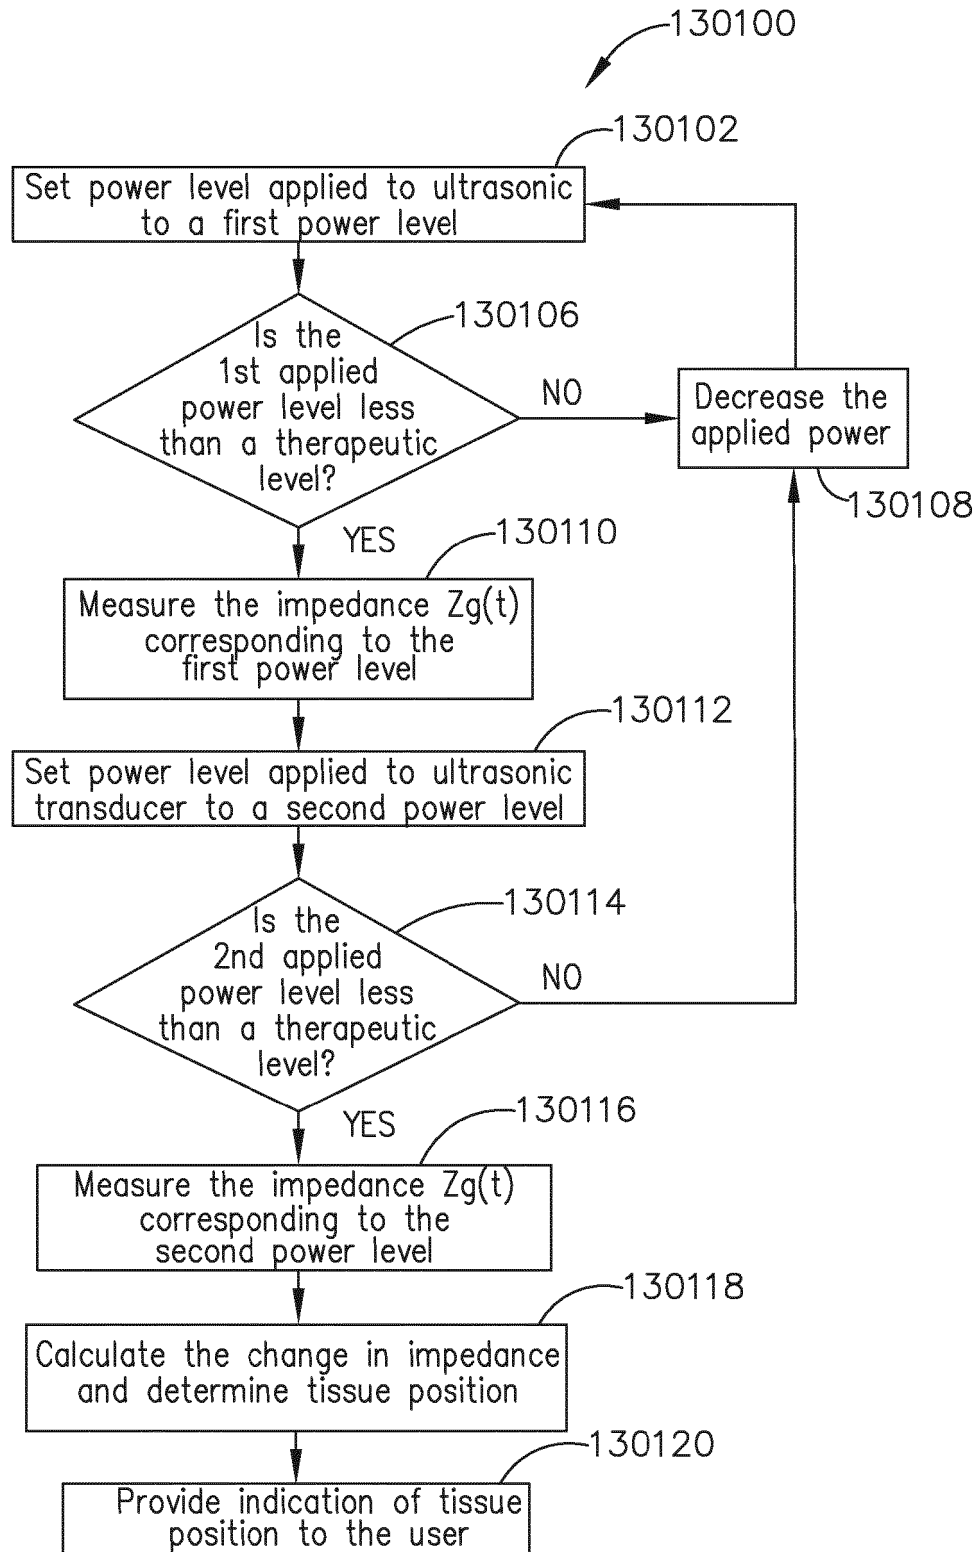 130100
130102
Set power level applied to ultrasonic
to a first power level
130106
Is the
1st applied
power level less
than a therapeutic
level?
NO
Decrease the
applied power
130108
YES
130110
Measure the impedance Zg(t)
corresponding to the
first power level
130112
Set power level applied to ultrasonic
transducer to a second power level
130114
Is the
2nd applied
power level less
than a therapeutic
level?
NO
YES
130116
Measure the impedance Zg(t)
corresponding to the
second power level
130118
Calculate the change in impedance
and determine tissue position
130120
Provide indication of tissue
position to the user